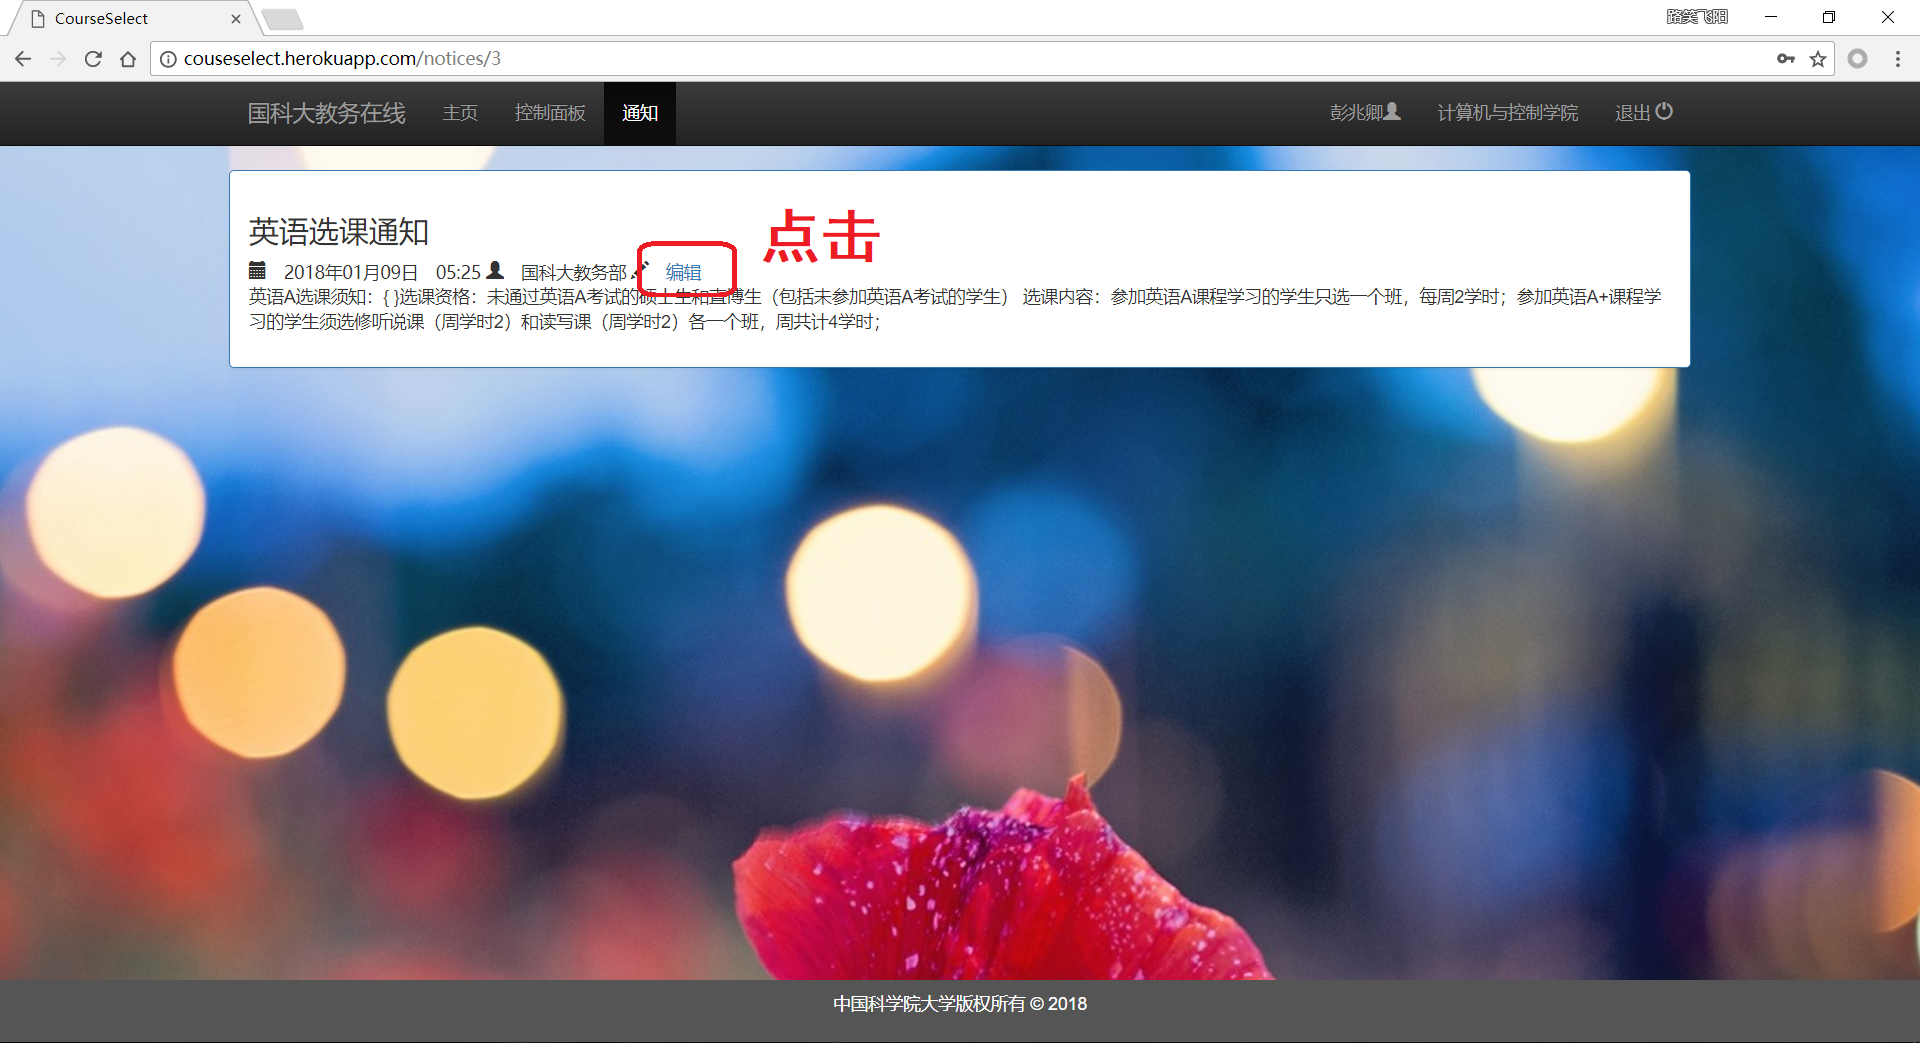 CourseSelect
路笑飞阳
couseselect.herokuapp.com/notices/3
国科大教务在线 主页 控制面板 通知 彭兆卿 计算机与控制学院 退出
英语选课通知
点击
2018年01月09日 05:25 国科大教务部 编辑
英语A选课须知：{ }选课资格：未通过英语A考试的硕士生和直博生（包括未参加英语A考试的学生） 选课内容：参加英语A课程学习的学生只选一个班，每周2学时；参加英语A+课程学
习的学生须选修听说课（周学时2）和读写课（周学时2）各一个班，周共计4学时；
中国科学院大学版权所有 © 2018